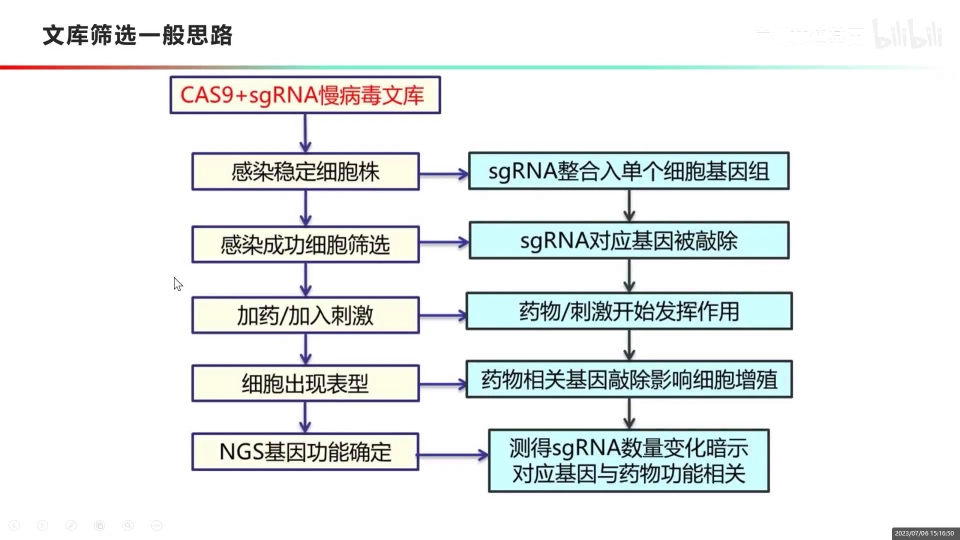 文库筛选一般思路
bilibili
CAS9+sgRNA慢病毒文库
感染稳定细胞株
sgRNA整合入单个细胞基因组
感染成功细胞筛选
sgRNA对应基因被敲除
加药/加入刺激
药物/刺激开始发挥作用
细胞出现表型
药物相关基因敲除影响细胞增殖
NGS基因功能确定
测得sgRNA数量变化暗示
对应基因与药物功能相关
2023/07/06 15:16:50